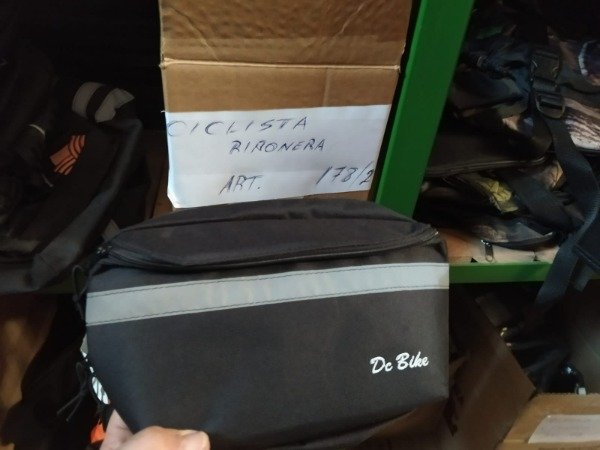 CICLISTA
RIÑONERA
ART. 178/2
Dc Bike